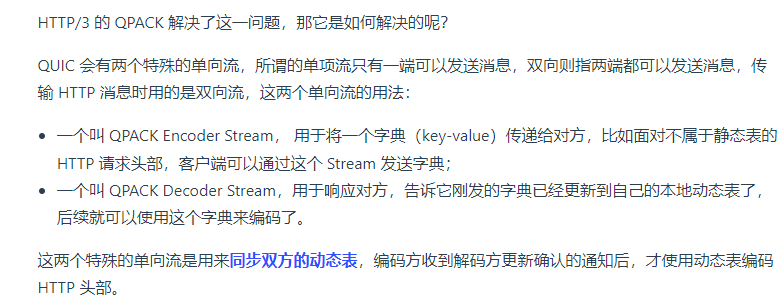 HTTP/3 的 QPACK 解决了这一问题，那它是如何解决的呢？
QUIC 会有两个特殊的单向流，所谓的单项流只有一端可以发送消息，双向则指两端都可以发送消息，传
输 HTTP 消息时用的是双向流，这两个单向流的用法：
• 一个叫 QPACK Encoder Stream， 用于将一个字典（key-value）传递给对方，比如面对不属于静态表的
HTTP 请求头部，客户端可以通过这个 Stream 发送字典；
• 一个叫 QPACK Decoder Stream，用于响应对方，告诉它刚发的字典已经更新到自己的本地动态表了，
后续就可以使用这个字典来编码了。
这两个特殊的单向流是用来同步双方的动态表，编码方收到解码方更新确认的通知后，才使用动态表编码
HTTP 头部。